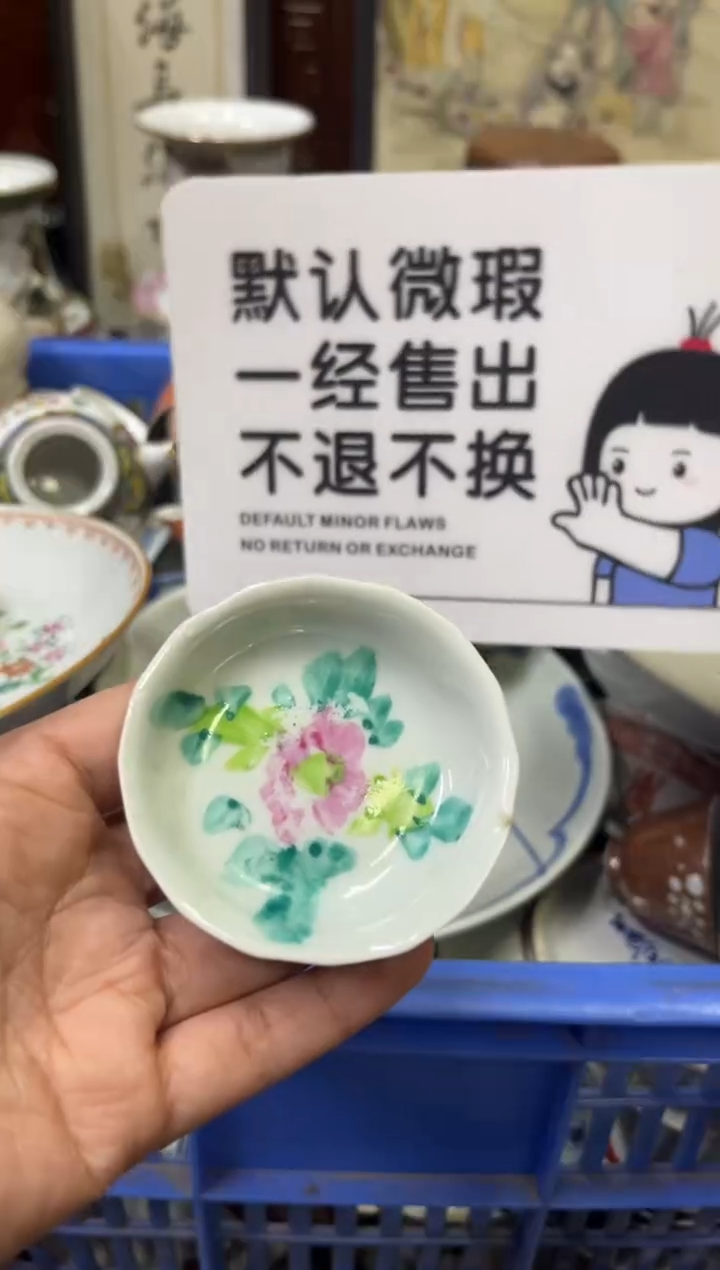 默认微瑕
一经售出
不退不换
DEFAULT MINOR FLAWS
NO RETURN OR EXCHANGE